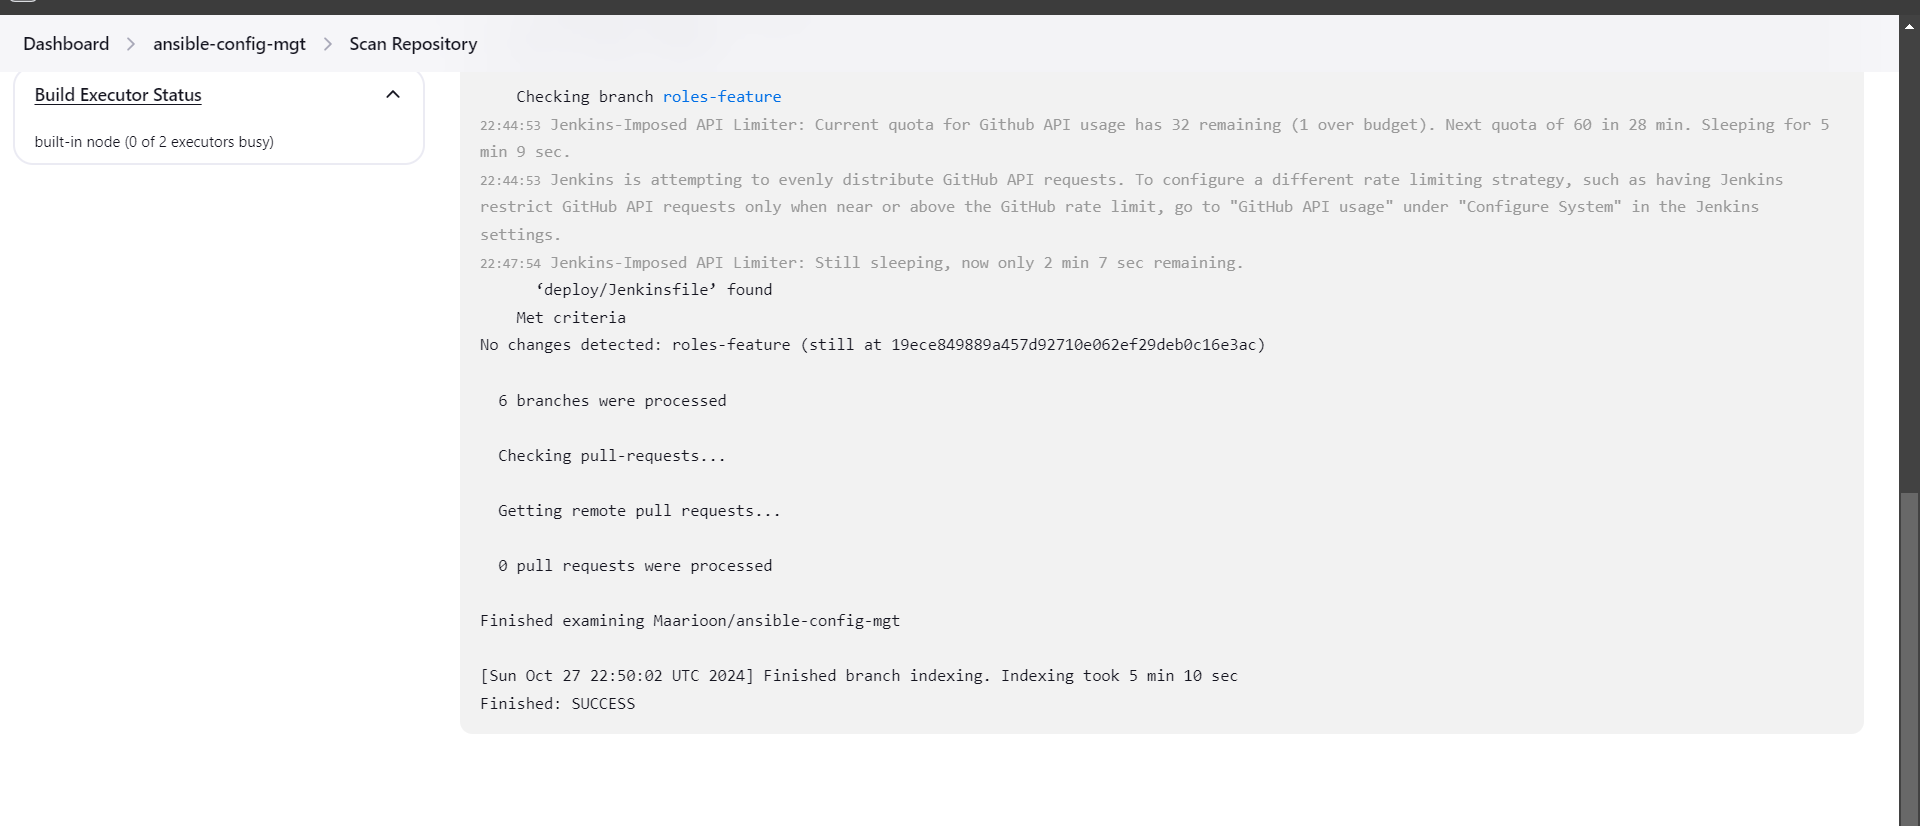 Dashboard > ansible-config-mgt > Scan Repository
Build Executor Status
built-in node (0 of 2 executors busy)
Checking branch roles-feature
22:44:53 Jenkins-Imposed API Limiter: Current quota for Github API usage has 32 remaining (1 over budget). Next quota of 60 in 28 min. Sleeping for 5
min 9 sec.
22:44:53 Jenkins is attempting to evenly distribute GitHub API requests. To configure a different rate limiting strategy, such as having Jenkins
restrict GitHub API requests only when near or above the GitHub rate limit, go to "GitHub API usage" under "Configure System" in the Jenkins
settings.
22:47:54 Jenkins-Imposed API Limiter: Still sleeping, now only 2 min 7 sec remaining.
‘deploy/Jenkinsfile’ found
Met criteria
No changes detected: roles-feature (still at 19ece849889a457d92710e062ef29deb0c16e3ac)
6 branches were processed
Checking pull-requests...
Getting remote pull requests...
0 pull requests were processed
Finished examining Maarioon/ansible-config-mgt
[Sun Oct 27 22:50:02 UTC 2024] Finished branch indexing. Indexing took 5 min 10 sec
Finished: SUCCESS